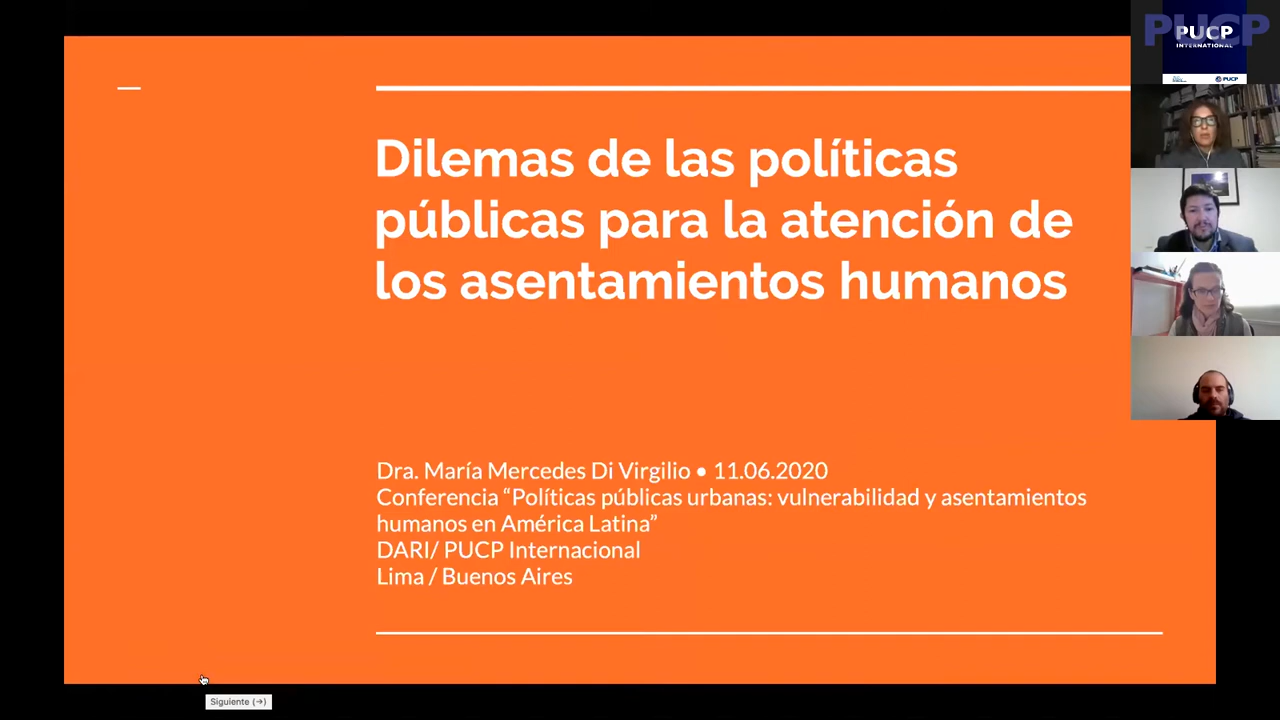 Dilemas de las políticas
públicas para la atención de
los asentamientos humanos
Dra. María Mercedes Di Virgilio • 11.06.2020
Conferencia “Políticas públicas urbanas: vulnerabilidad y asentamientos
humanos en América Latina”
DARI/ PUCP Internacional
Lima / Buenos Aires
Siguiente (→)
PUCP
PUCP
INTERNATIONAL
PUCP